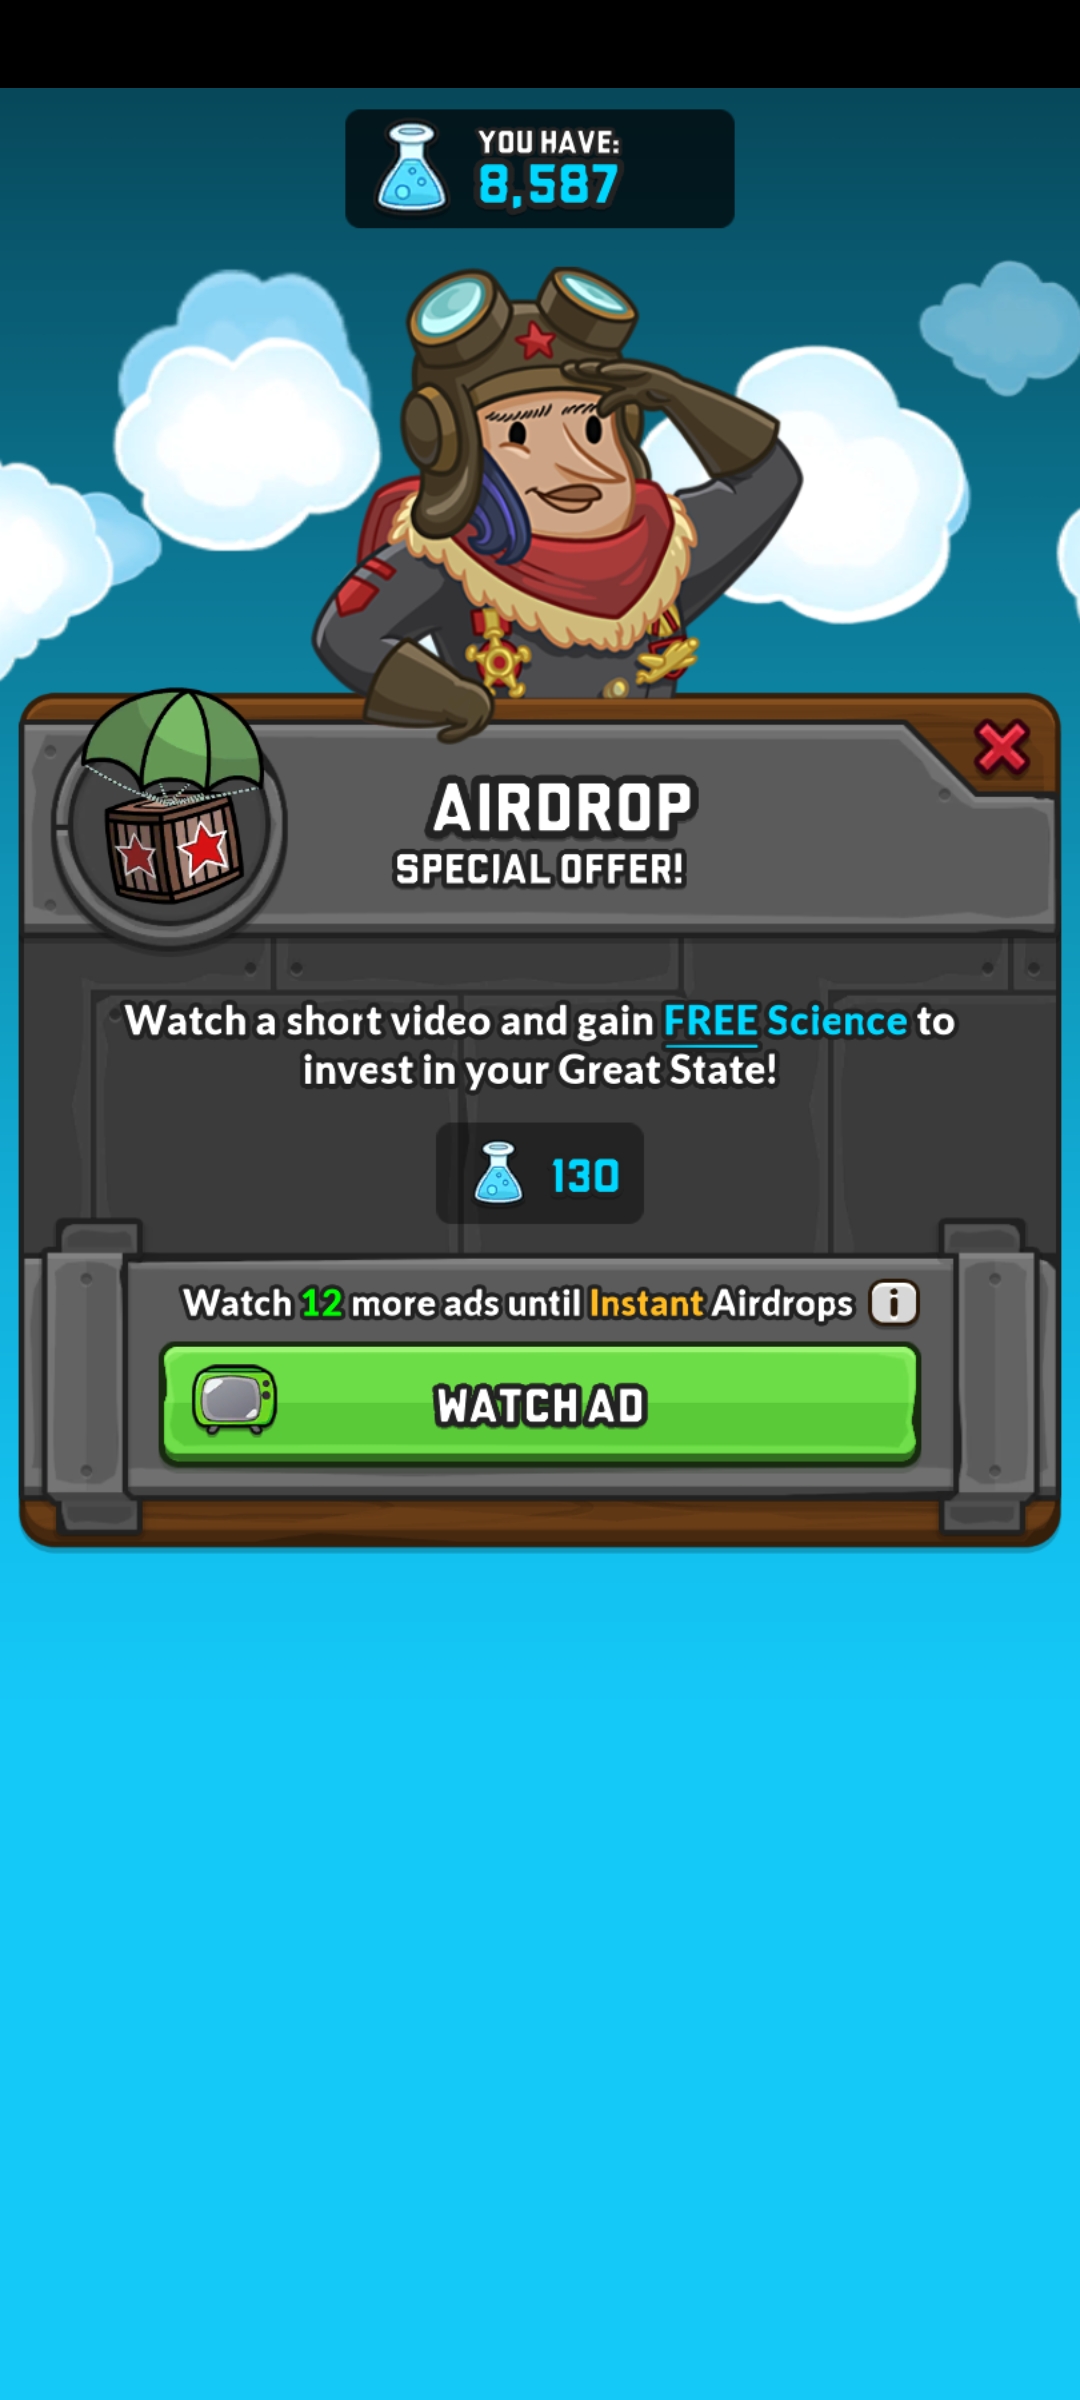 YOU HAVE:
8,587
AIRDROP
SPECIAL OFFER!
Watch a short video and gain FREE Science to
invest in your Great State!
130
Watch 12 more ads until Instant Airdrops i
WATCH AD